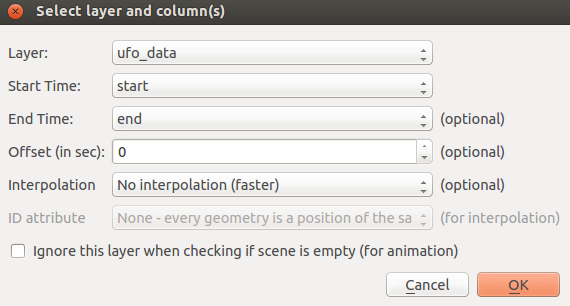 Select layer and column(s)
Layer: ufo_data
Start Time: start
End Time: end (optional)
Offset (in sec): 0 (optional)
Interpolation No interpolation (faster) (optional)
ID attribute None - every geometry is a position of the sa (for interpolation)
Ignore this layer when checking if scene is empty (for animation)
Cancel OK